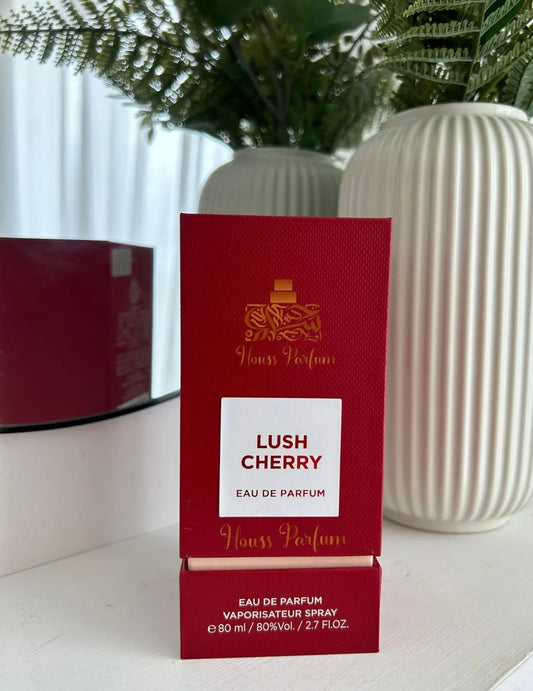 Houss Parfum
LUSH
CHERRY
EAU DE PARFUM
Houss Parfum
EAU DE PARFUM
VAPORISATEUR SPRAY
℮ 80 ml / 80%Vol. / 2.7 Fl.OZ.